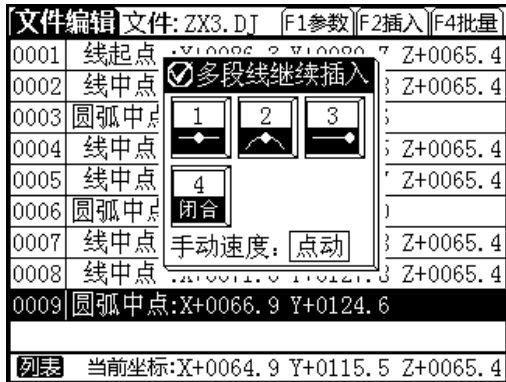 文件编辑 文件: ZX3.DJ F1参数 F2插入 F4批量
0001 线起点 Z+0065.4
0002 线中点 Z+0065.4
0003 圆弧中
0004 线中点 Z+0065.4
0005 线中点 Z+0065.4
0006 圆弧中
0007 线中点 Z+0065.4
0008 线中点 Z+0065.4
0009 圆弧中点:X+0066.9 Y+0124.6
多段线继续插入
1 2 3
4
闭合
手动速度: 点动
列表 当前坐标:X+0064.9 Y+0115.5 Z+0065.4